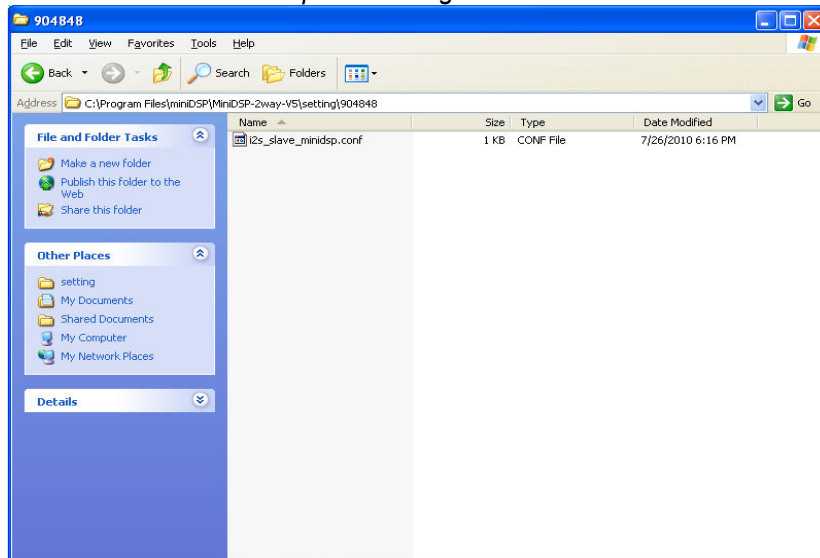 904848
File Edit View Favorites Tools Help
Back Search Folders
Address C:\Program Files\miniDSP\MiniDSP-2way-V5\setting\904848 Go
Name Size Type Date Modified
i2s_slave_minidsp.conf 1 KB CONF File 7/26/2010 6:16 PM
File and Folder Tasks
Make a new folder
Publish this folder to the
Web
Share this folder
Other Places
setting
My Documents
Shared Documents
My Computer
My Network Places
Details